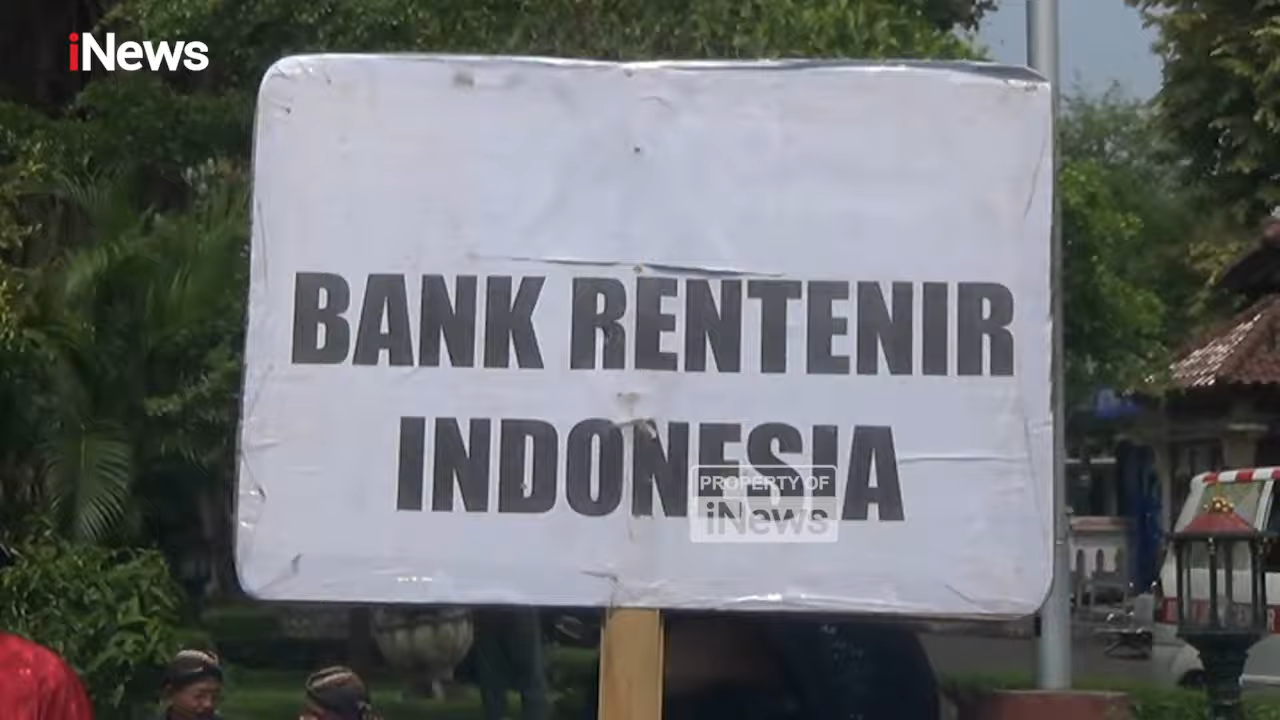 iNews
BANK RENTENIR
INDONESIA
PROPERTY OF
iNews